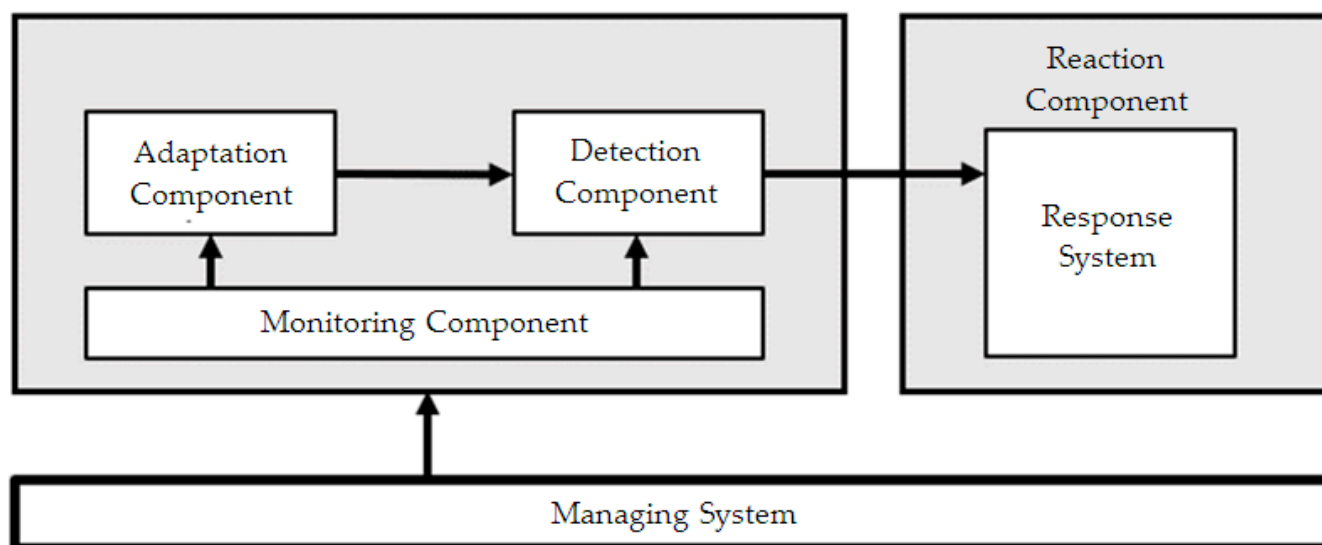 Reaction
Component
Adaptation
Component
Detection
Component
Response
System
Monitoring Component
Managing System